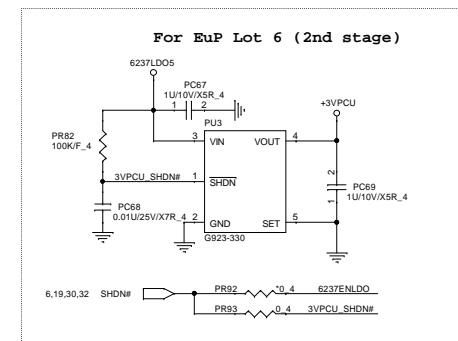 For EuP Lot 6 (2nd stage)
6237LDO5
PC67
1U/10V/X5R_4
1 2
+3VPCU
PU3
PR82
100K/F_4
3 VIN VOUT 4
3VPCU_SHDN# 1 SHDN
2
PC69
1U/10V/X5R_4
1
PC68
0.01U/25V/X7R_4
2 GND SET 5
G923-330
6,19,30,32 SHDN#
PR92 *0_4 6237ENLDO
PR93 0_4 3VPCU_SHDN#